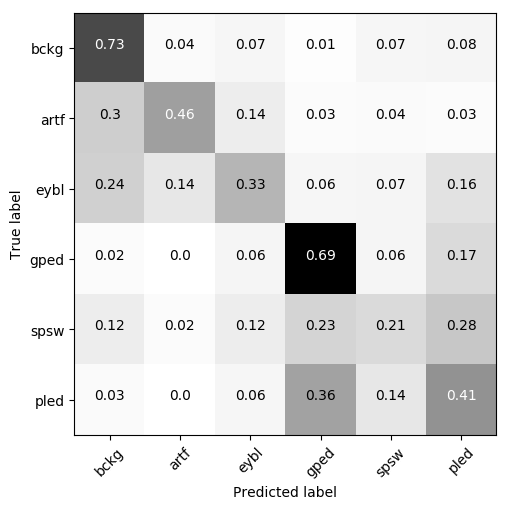 bckg 0.73 0.04 0.07 0.01 0.07 0.08
artf 0.3 0.46 0.14 0.03 0.04 0.03
eybl 0.24 0.14 0.33 0.06 0.07 0.16
gped 0.02 0.0 0.06 0.69 0.06 0.17
spsw 0.12 0.02 0.12 0.23 0.21 0.28
pled 0.03 0.0 0.06 0.36 0.14 0.41
True label
bckg artf eybl gped spsw pled
Predicted label